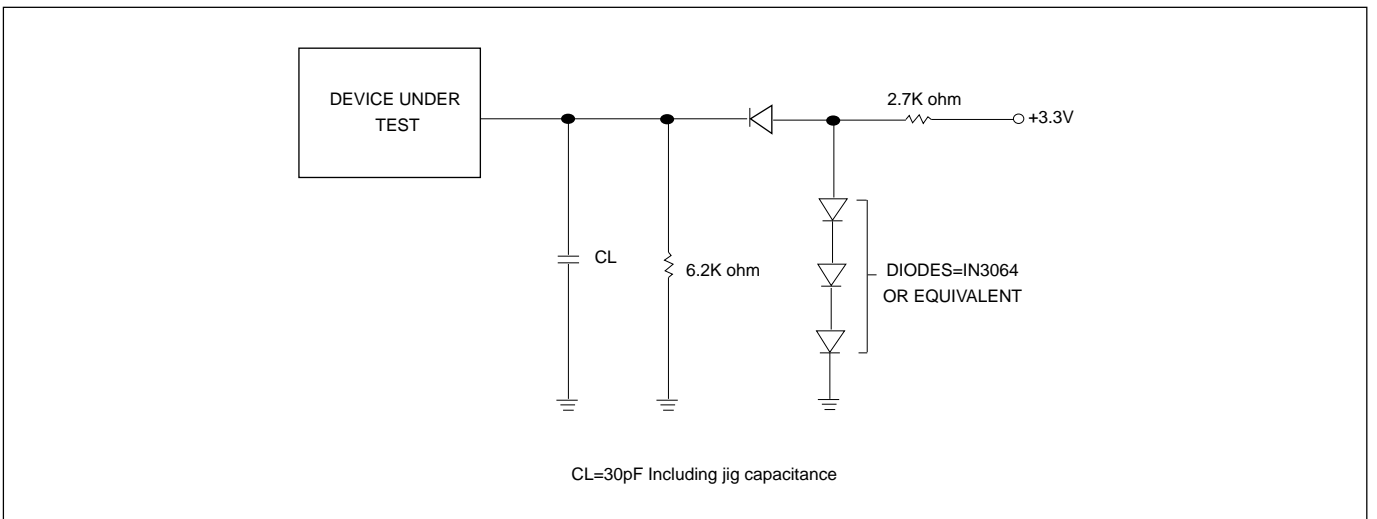 DEVICE UNDER
TEST
2.7K ohm
+3.3V
CL
6.2K ohm
DIODES=IN3064
OR EQUIVALENT
CL=30pF Including jig capacitance